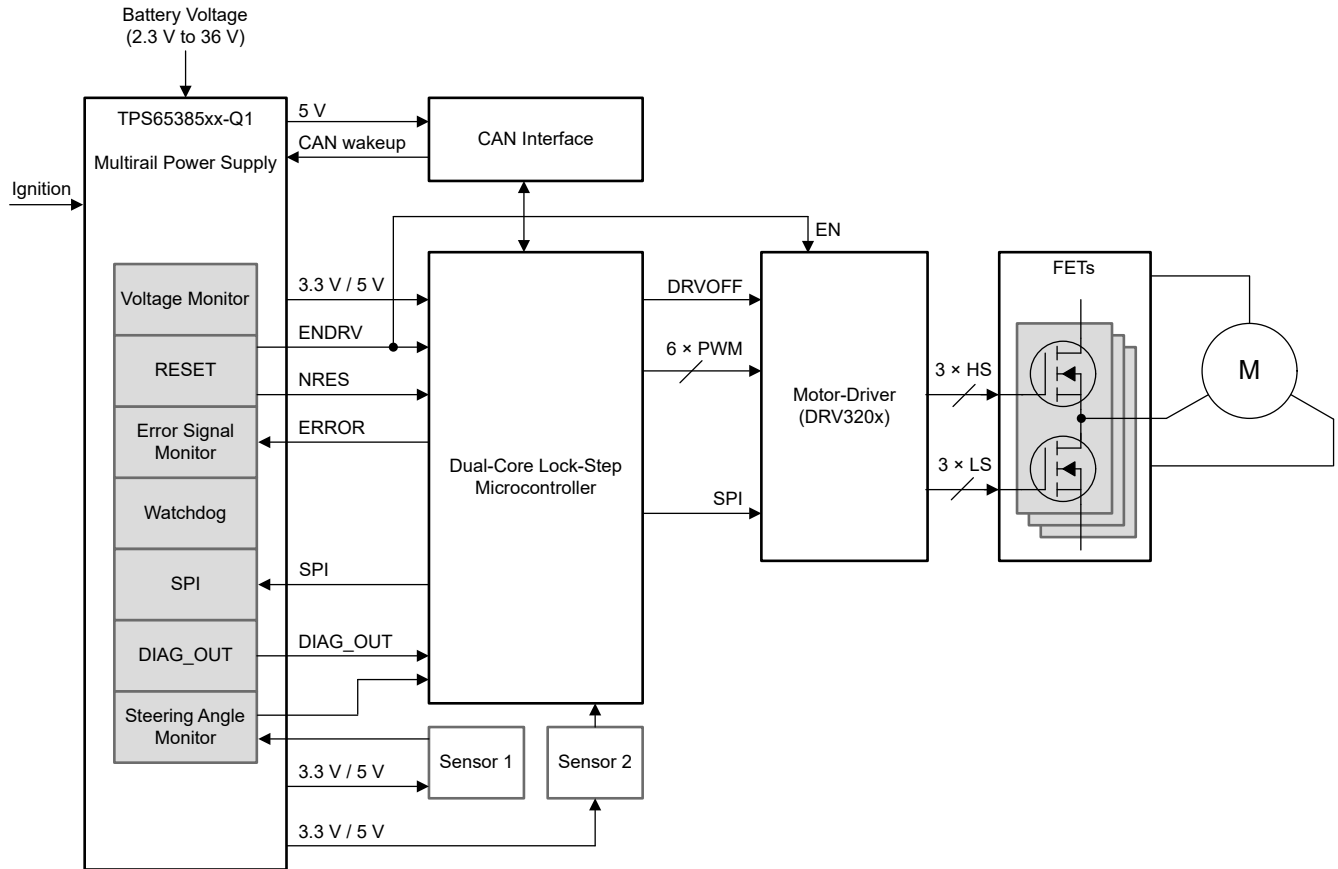 Battery Voltage
(2.3 V to 36 V)
TPS65385xx-Q1
Multirail Power Supply
Ignition
5 V
CAN wakeup
CAN Interface
EN
Voltage Monitor
RESET
Error Signal
Monitor
Watchdog
SPI
DIAG_OUT
Steering Angle
Monitor
3.3 V / 5 V
ENDRV
NRES
ERROR
SPI
DIAG_OUT
3.3 V / 5 V
3.3 V / 5 V
Dual-Core Lock-Step
Microcontroller
Sensor 1
Sensor 2
DRVOFF
6 × PWM
SPI
Motor-Driver
(DRV320x)
3 × HS
3 × LS
FETs
M